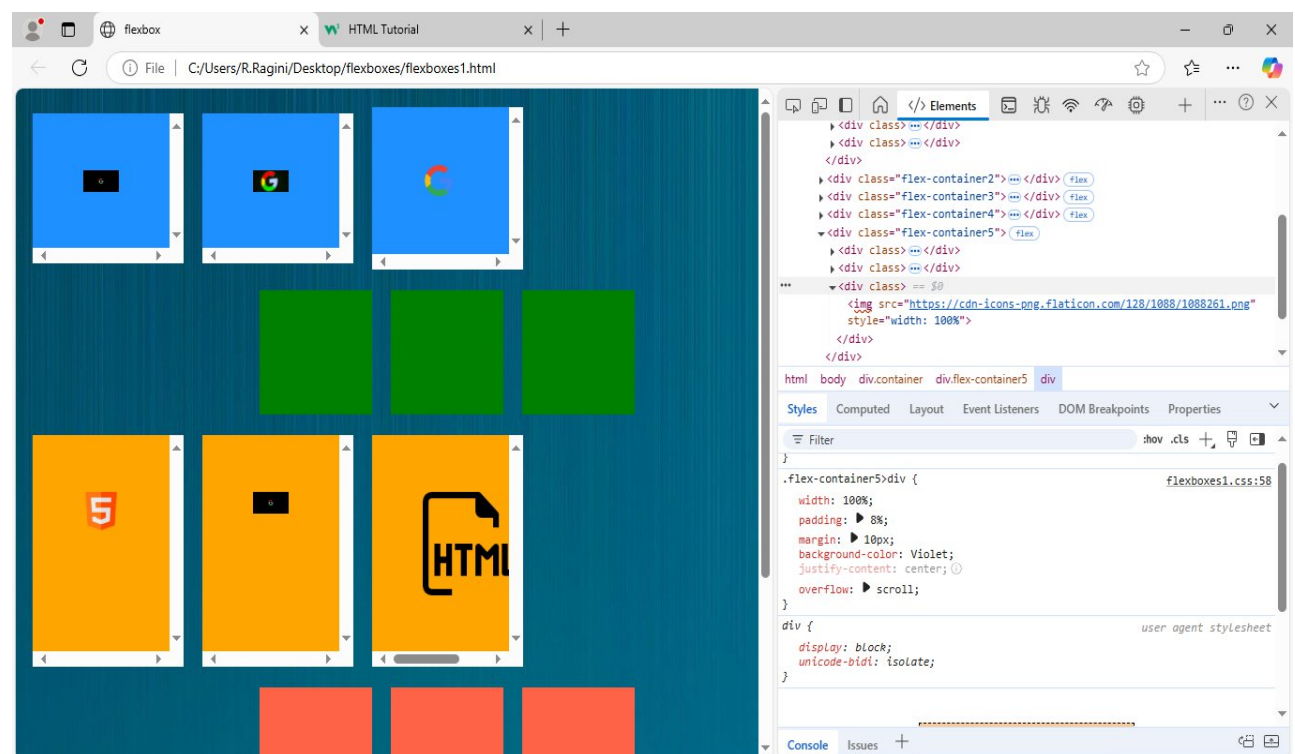 flexbox
HTML Tutorial
File
C:/Users/R.Ragini/Desktop/flexboxes/flexboxes1.html
</> Elements
<div class> </div>
<div class> </div>
</div>
<div class="flex-container2"> </div> flex
<div class="flex-container3"> </div> flex
<div class="flex-container4"> </div> flex
<div class="flex-container5"> flex
<div class> </div>
<div class> </div>
<div class> == $0
<img src="https://cdn-icons-png.flaticon.com/128/1088/1088261.png"
style="width: 100%">
</div>
</div>
html body div.container div.flex-container5 div
Styles Computed Layout Event Listeners DOM Breakpoints Properties
Filter :hov .cls
}
.flex-container5>div { flexboxes1.css:58
width: 100%;
padding: 8%;
margin: 10px;
background-color: Violet;
justify-content: center;
overflow: scroll;
}
div { user agent stylesheet
display: block;
unicode-bidi: isolate;
}
Console Issues
5
HTML